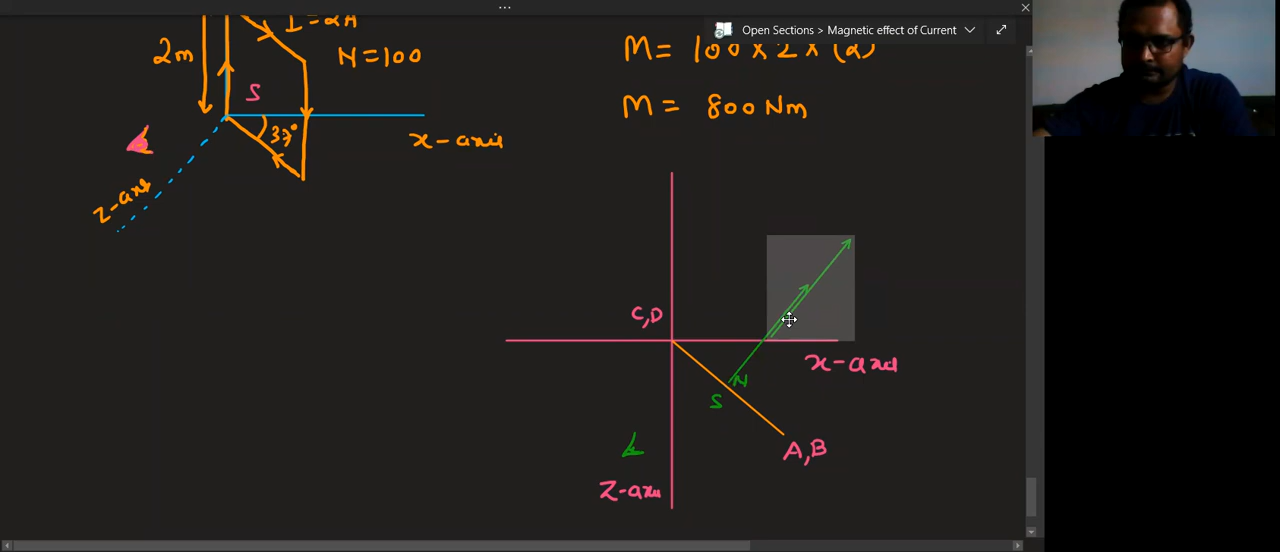 Open Sections > Magnetic effect of Current
I = 2A
2m
N = 100
S
37°
x-axis
z-axis
M = 100 x 2 x (2)
M = 800 Nm
C,D
x-axis
N
S
A,B
Z-axis